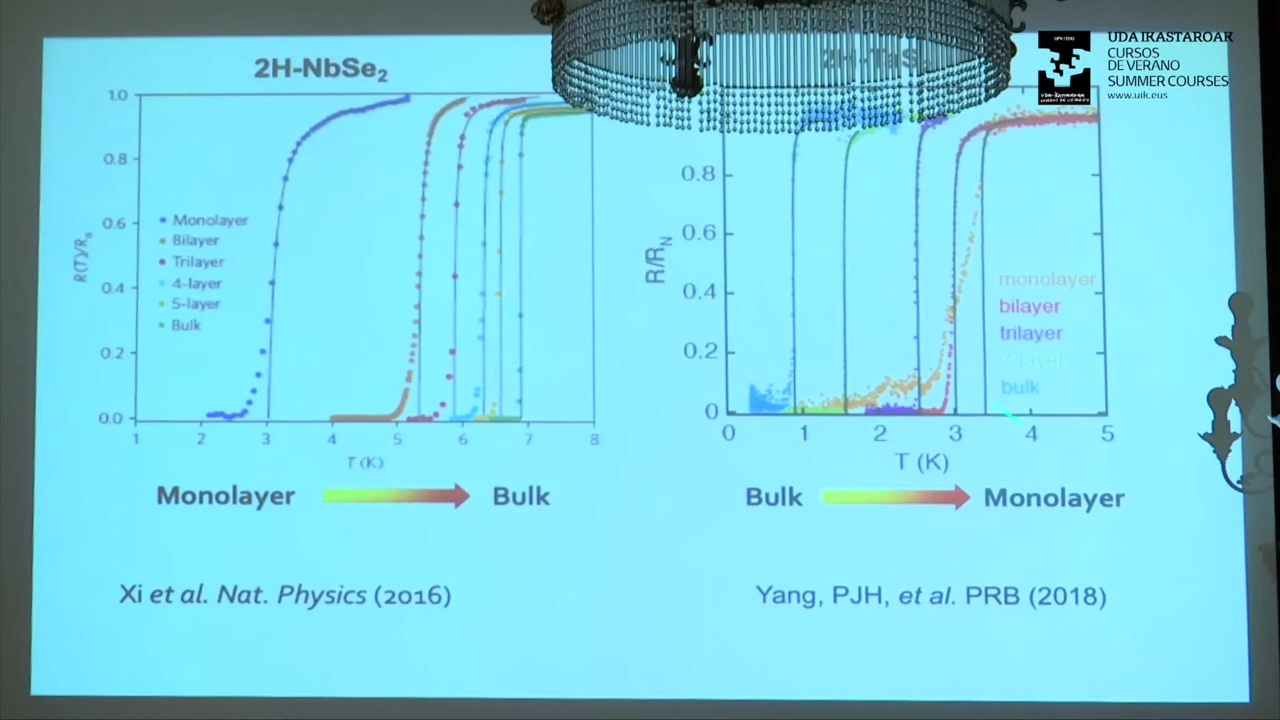 UDA IKASTAROAK
CURSOS
DE VERANO
SUMMER COURSES
www.uik.eus
2H-NbSe2
1.0
0.8
0.6
0.4
0.2
0.0
R(T)/Rn
Monolayer
Bilayer
Trilayer
4-layer
5-layer
Bulk
1 2 3 4 5 6 7 8
T (K)
Monolayer
Bulk
Xi et al. Nat. Physics (2016)
0.8
0.6
0.4
0.2
0
R/RN
monolayer
bilayer
trilayer
7-layer
bulk
0 1 2 3 4 5
T (K)
Bulk
Monolayer
Yang, PJH, et al. PRB (2018)